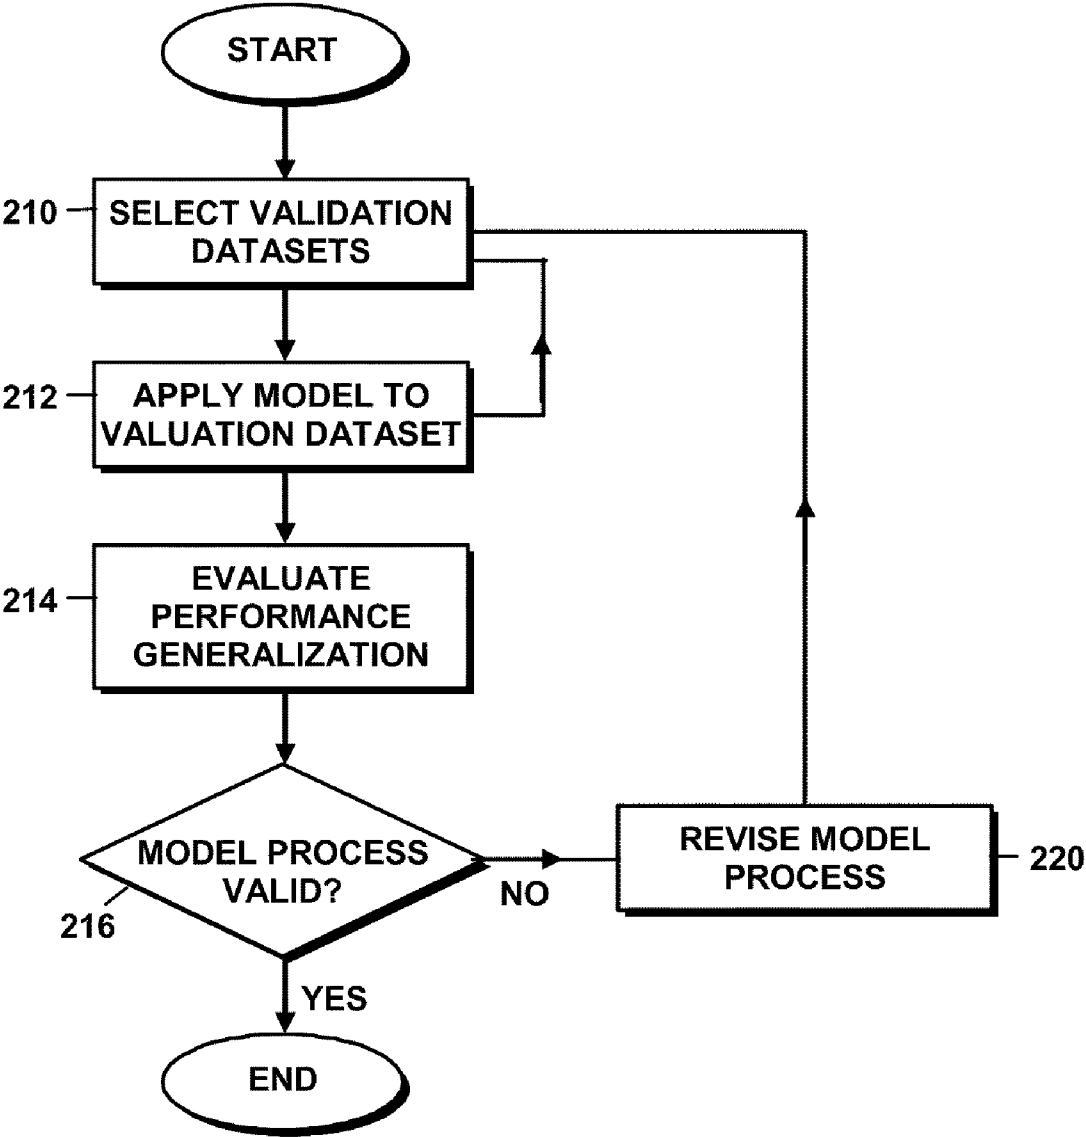 START
210
SELECT VALIDATION
DATASETS
212
APPLY MODEL TO
VALUATION DATASET
214
EVALUATE
PERFORMANCE
GENERALIZATION
MODEL PROCESS
VALID?
216
NO
REVISE MODEL
PROCESS
220
YES
END